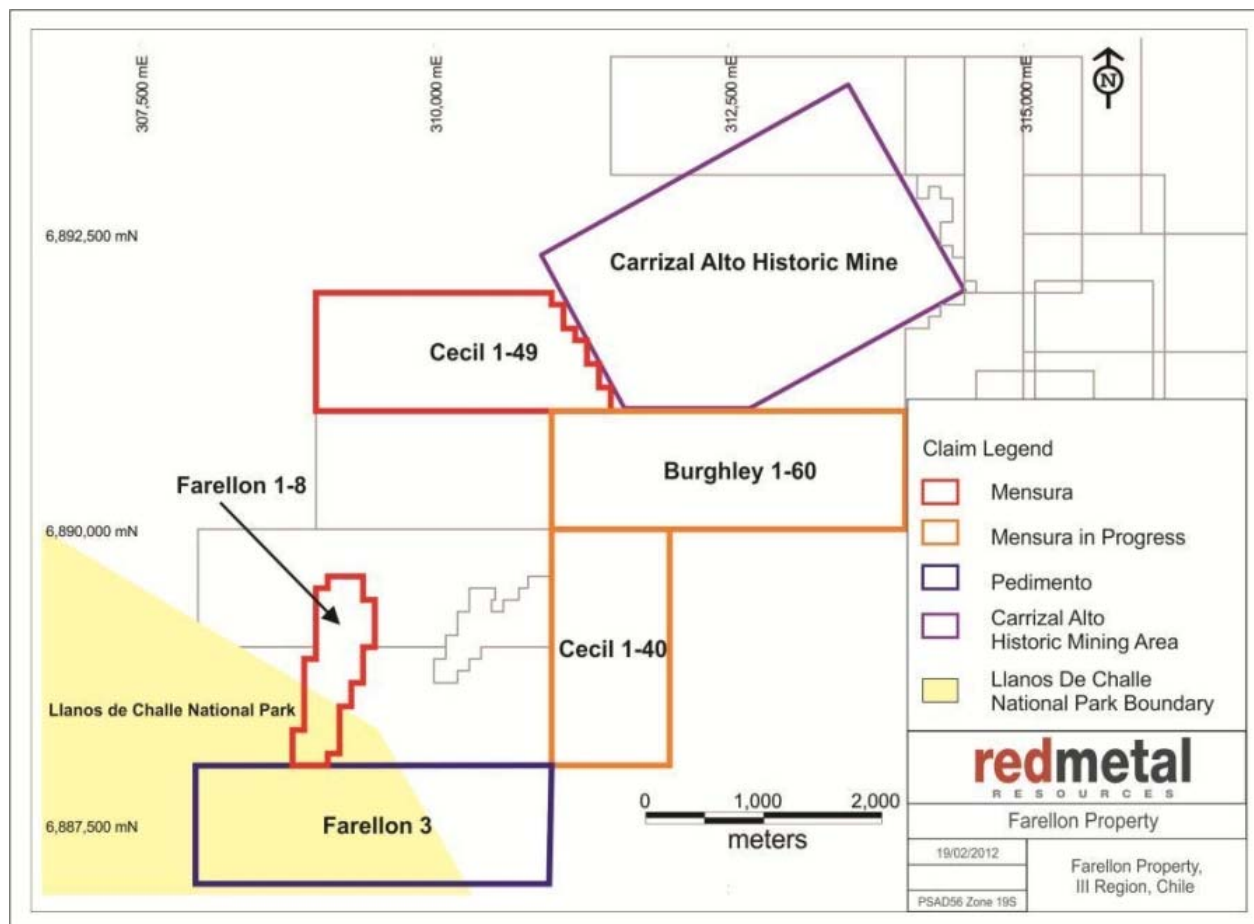 307,500 mE
310,000 mE
312,500 mE
315,000 mE
N
6,892,500 mN
Carrizal Alto Historic Mine
Cecil 1-49
Burghley 1-60
Farellon 1-8
6,890,000 mN
Cecil 1-40
Llanos de Challe National Park
Farellon 3
6,887,500 mN
0 1,000 2,000
meters
Claim Legend
Mensura
Mensura in Progress
Pedimento
Carrizal Alto
Historic Mining Area
Llanos De Challe
National Park Boundary
redmetal
RESOURCES
Farellon Property
19/02/2012
PSAD56 Zone 19S
Farellon Property,
III Region, Chile